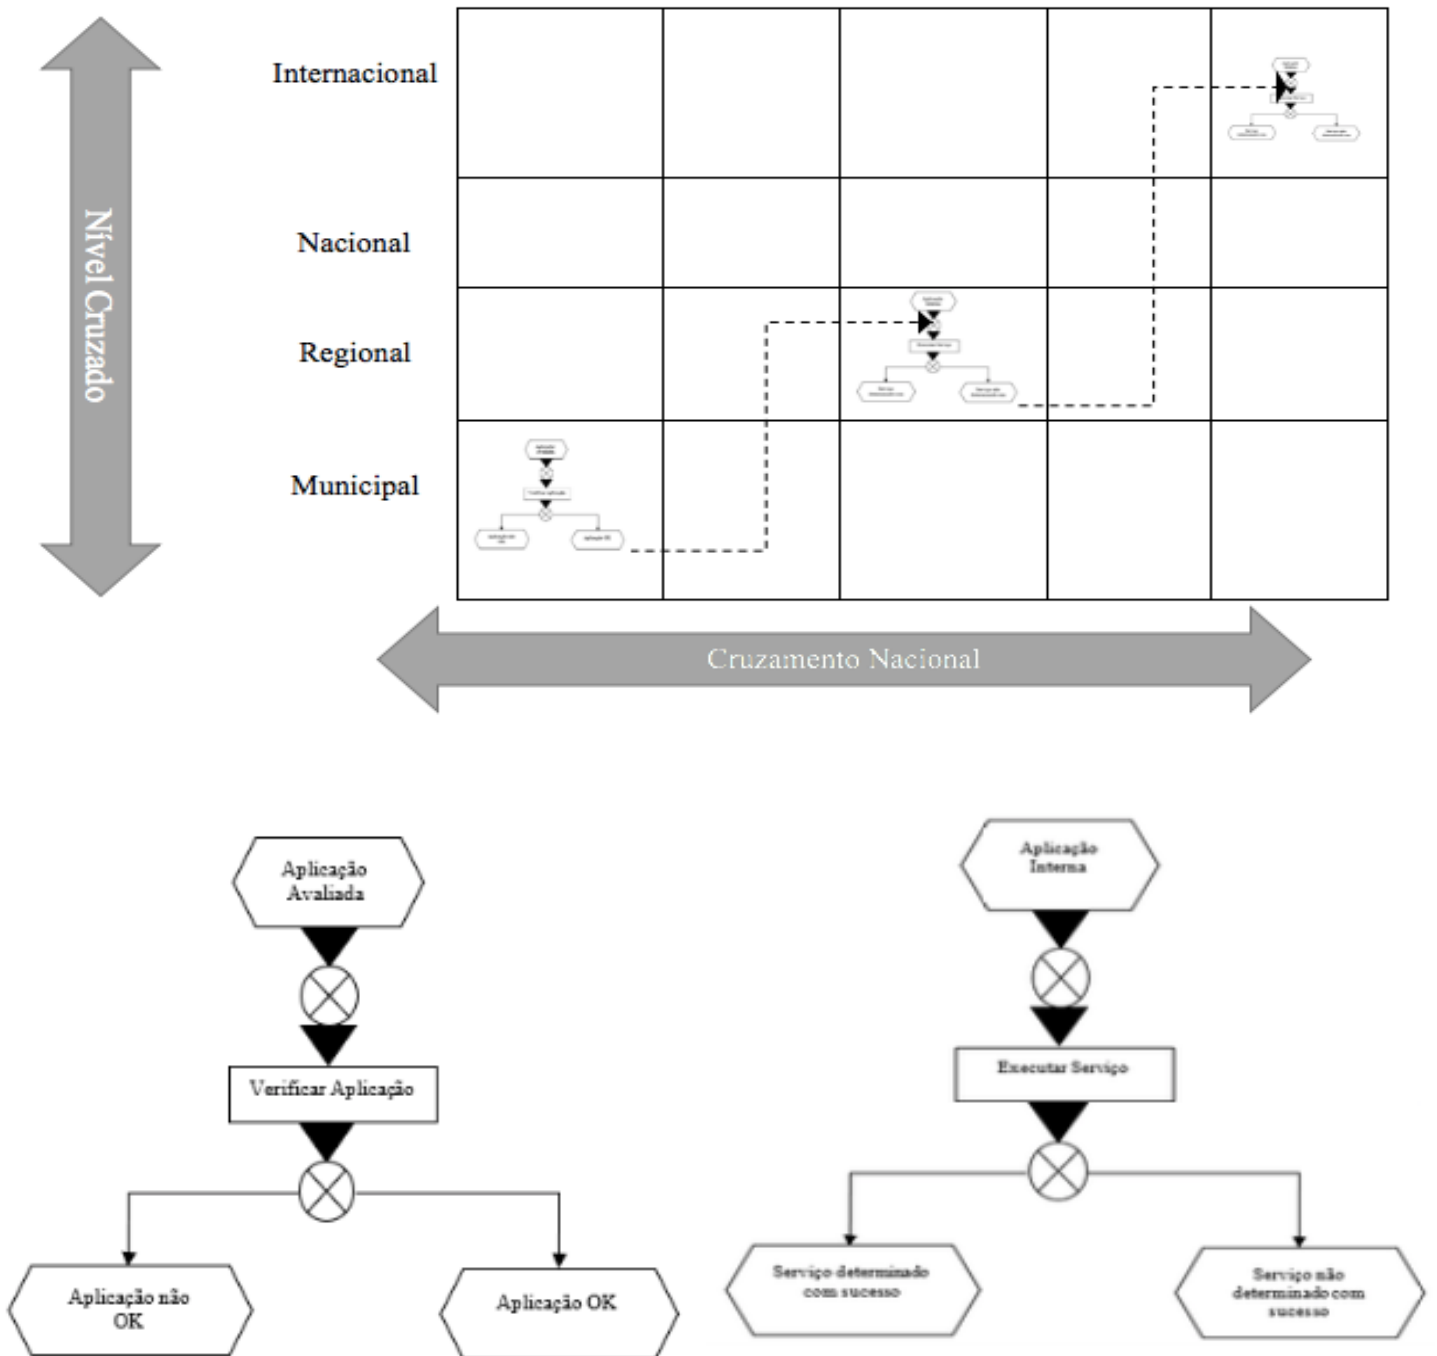 Internacional
Nacional
Regional
Municipal
Nível Cruzado
Cruzamento Nacional
Aplicação
Avaliada
Verificar Aplicação
Aplicação não
OK
Aplicação OK
Aplicação
Interna
Executar Serviço
Serviço determinado
com sucesso
Serviço não
determinado com
sucesso